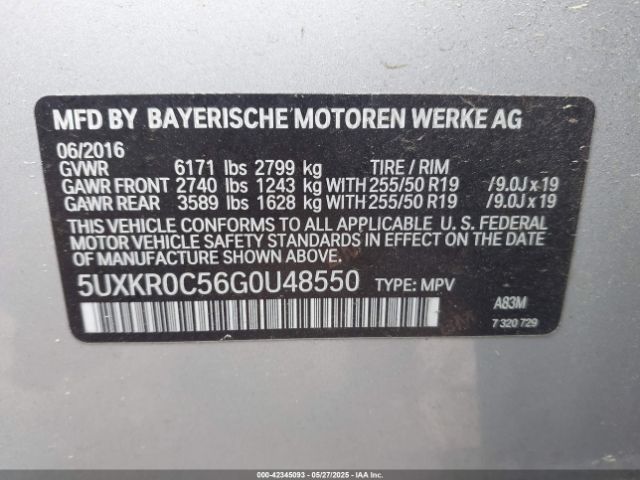 MFD BY BAYERISCHE MOTOREN WERKE AG
06/2016
GVWR 6171 lbs 2799 kg TIRE / RIM
GAWR FRONT 2740 lbs 1243 kg WITH 255/50 R19 /9.0J x 19
GAWR REAR 3589 lbs 1628 kg WITH 255/50 R19 /9.0J x 19
THIS VEHICLE CONFORMS TO ALL APPLICABLE U. S. FEDERAL
MOTOR VEHICLE SAFETY STANDARDS IN EFFECT ON THE
DATE OF MANUFACTURE SHOWN ABOVE.
5UXKR0C56G0U48550 TYPE: MPV
A83M
7 320 729
000-42345093 - 05/27/2025 - IAAI.COM